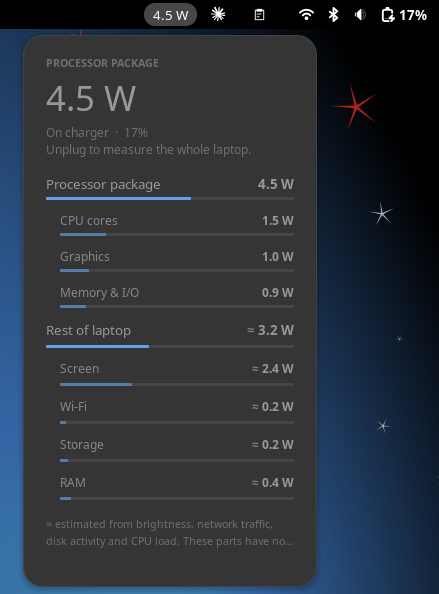 4.5 W
17%
PROCESSOR PACKAGE
4.5 W
On charger · 17%
Unplug to measure the whole laptop.
Processor package 4.5 W
CPU cores 1.5 W
Graphics 1.0 W
Memory & I/O 0.9 W
Rest of laptop ≈ 3.2 W
Screen ≈ 2.4 W
Wi-Fi ≈ 0.2 W
Storage ≈ 0.2 W
RAM ≈ 0.4 W
≈ estimated from brightness, network traffic,
disk activity and CPU load. These parts have no…